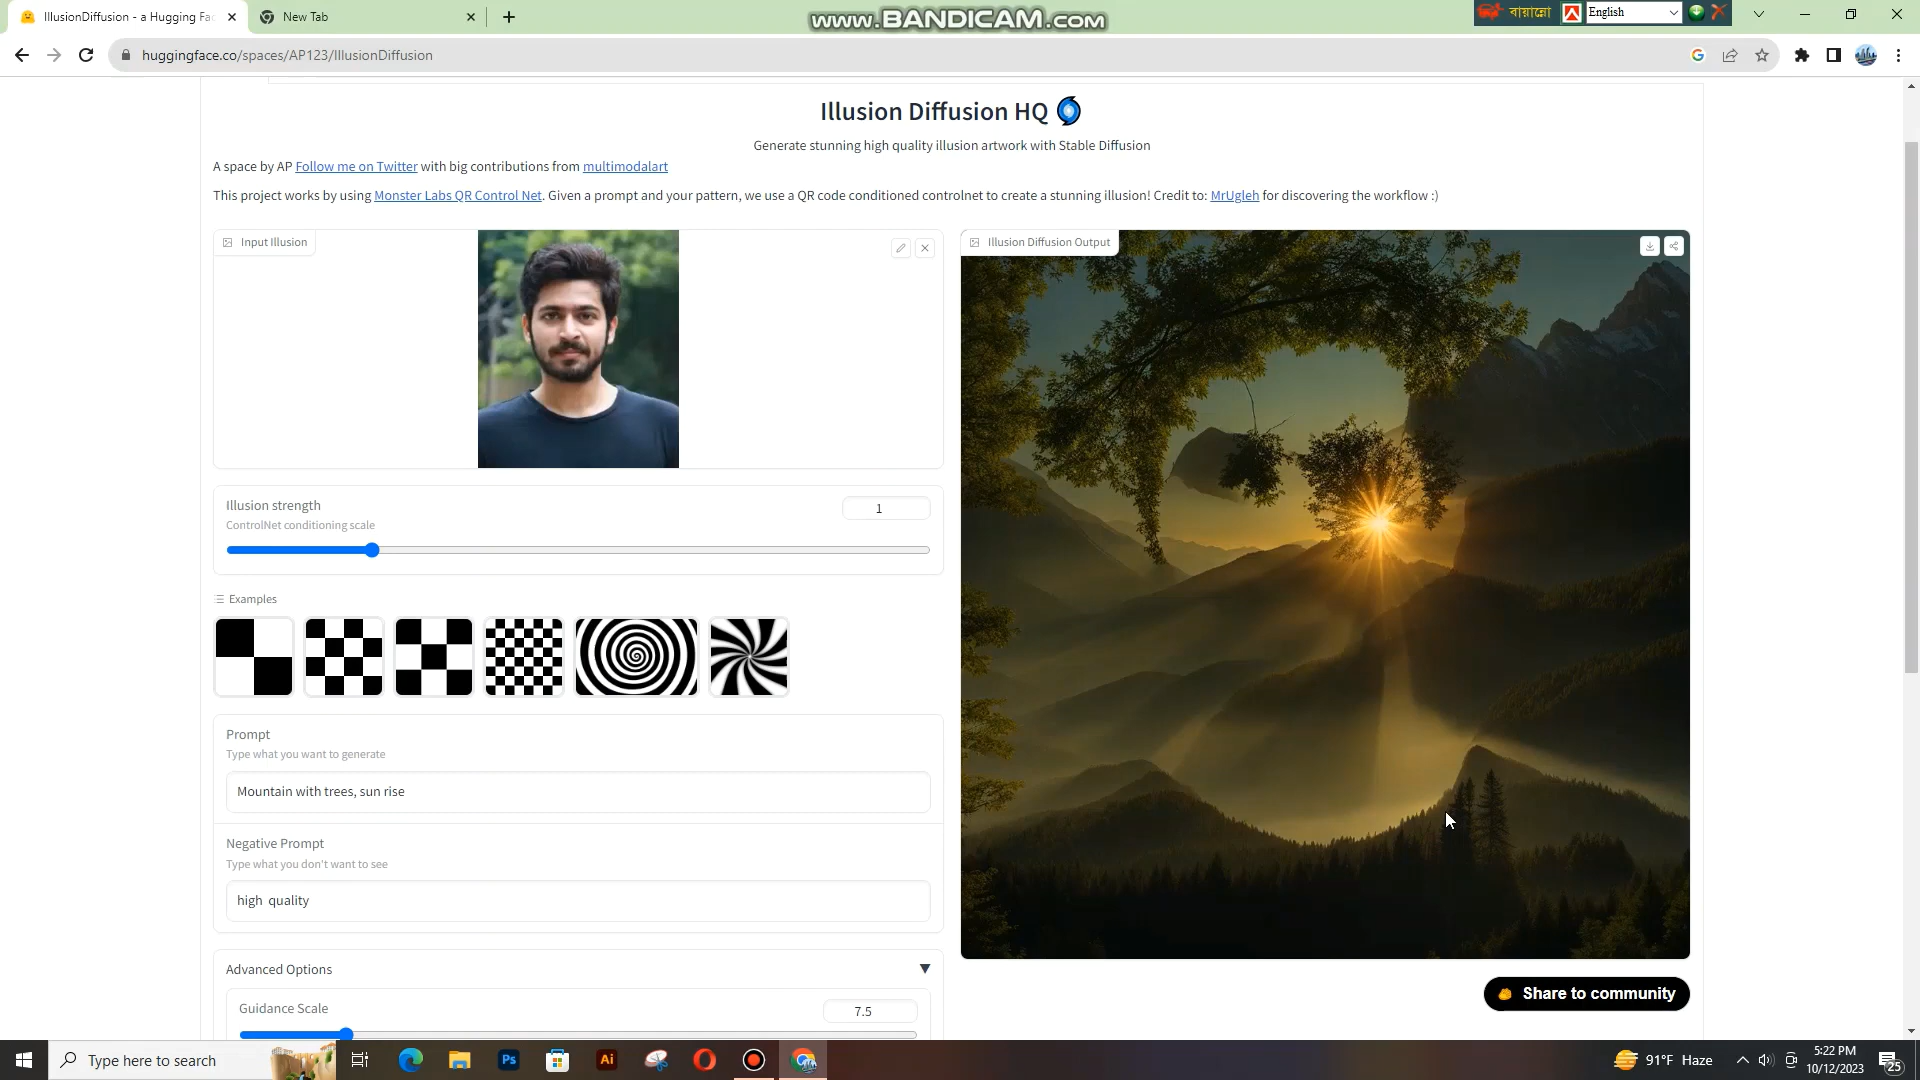 IllusionDiffusion - a Hugging Fa
New Tab
www.BANDICAM.com
বায়ান্নো
English
huggingface.co/spaces/AP123/IllusionDiffusion
Illusion Diffusion HQ
Generate stunning high quality illusion artwork with Stable Diffusion
A space by AP Follow me on Twitter with big contributions from multimodalart
This project works by using Monster Labs QR Control Net. Given a prompt and your pattern, we use a QR code conditioned controlnet to create a stunning illusion! Credit to: MrUgleh for discovering the workflow :)
Input Illusion
Illusion Diffusion Output
Illusion strength
1
ControlNet conditioning scale
Examples
Prompt
Type what you want to generate
Mountain with trees, sun rise
Negative Prompt
Type what you don't want to see
high  quality
Advanced Options
Guidance Scale
7.5
Share to community
Type here to search
Ps
Ai
91°F Haze
5:22 PM
10/12/2023
25